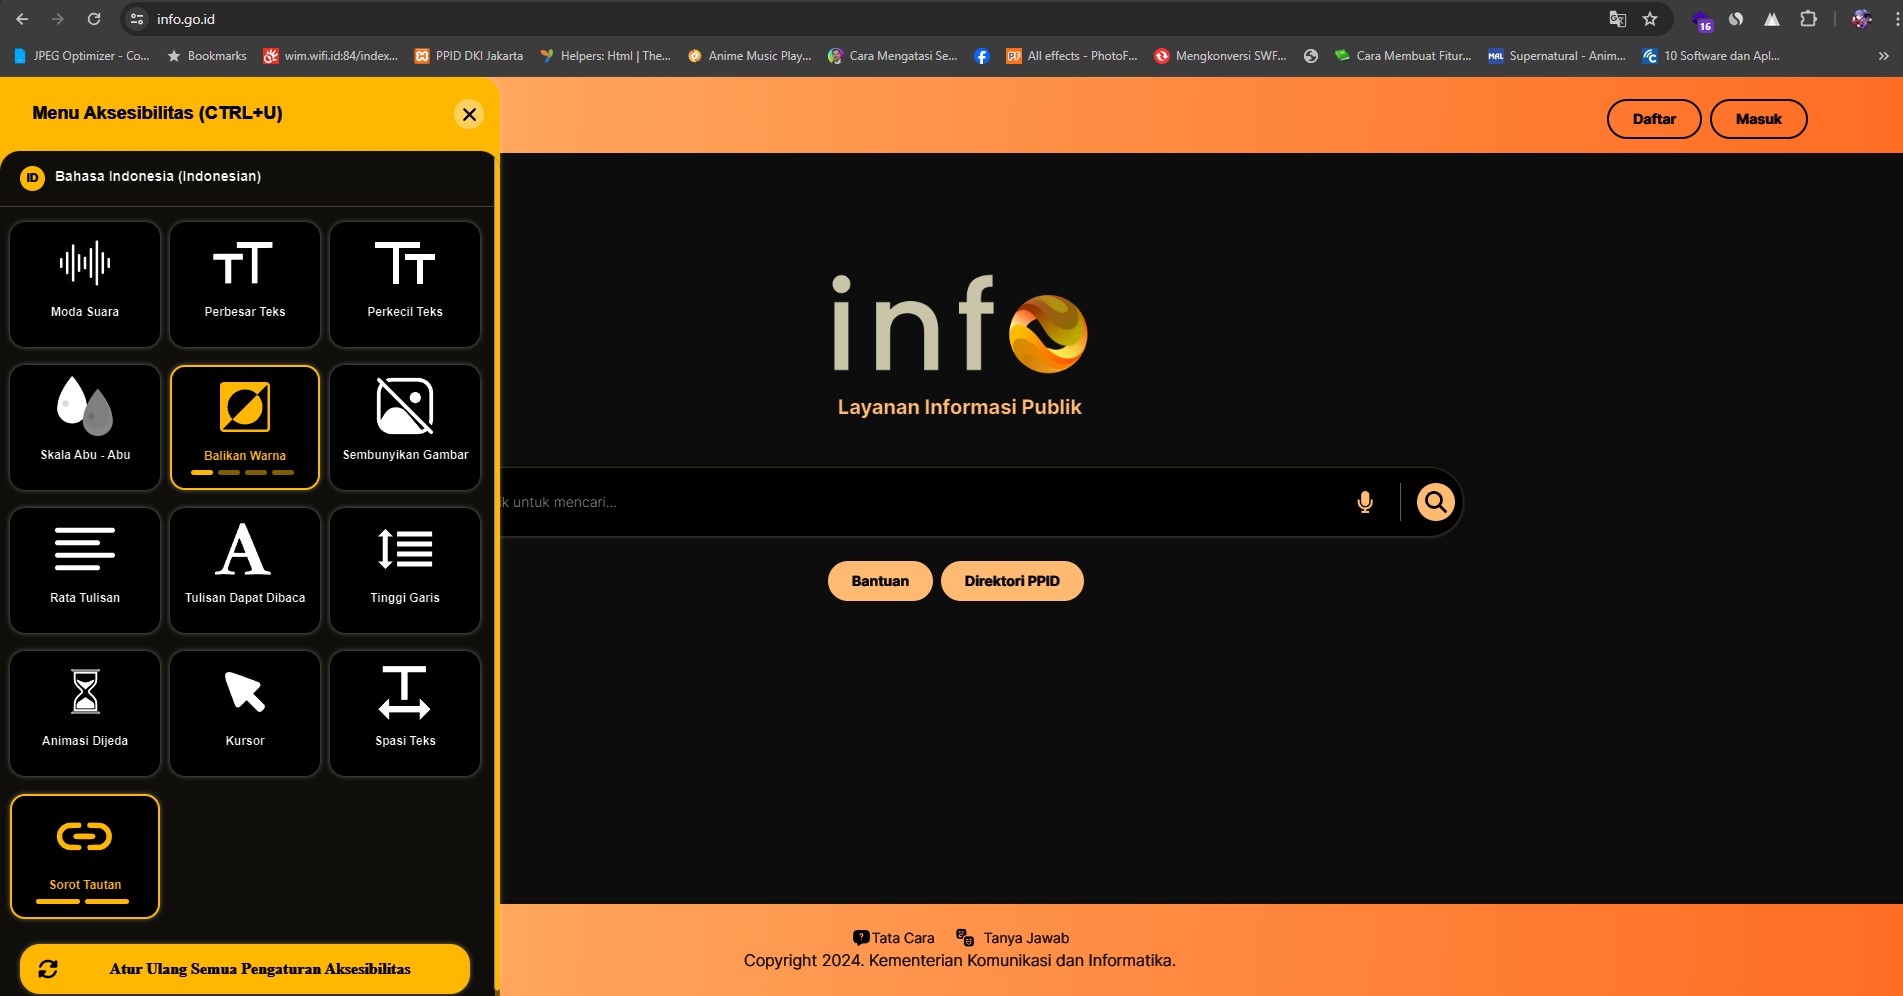 info.go.id
16
JPEG Optimizer - Co...
Bookmarks
wim.wifi.id:84/index...
PPID DKI Jakarta
Helpers: Html | The...
Anime Music Play...
Cara Mengatasi Se...
PF
All effects - PhotoF...
Mengkonversi SWF...
Cara Membuat Fitur...
MAL
Supernatural - Anim...
10 Software dan Apl...
Menu Aksesibilitas (CTRL+U)
ID
Bahasa Indonesia (Indonesian)
Moda Suara
Perbesar Teks
Perkecil Teks
Skala Abu - Abu
Balikan Warna
Sembunyikan Gambar
Rata Tulisan
Tulisan Dapat Dibaca
Tinggi Garis
Animasi Dijeda
Kursor
Spasi Teks
Sorot Tautan
Atur Ulang Semua Pengaturan Aksesibilitas
Daftar
Masuk
info
Layanan Informasi Publik
k untuk mencari...
Bantuan
Direktori PPID
Tata Cara
Tanya Jawab
Copyright 2024. Kementerian Komunikasi dan Informatika.